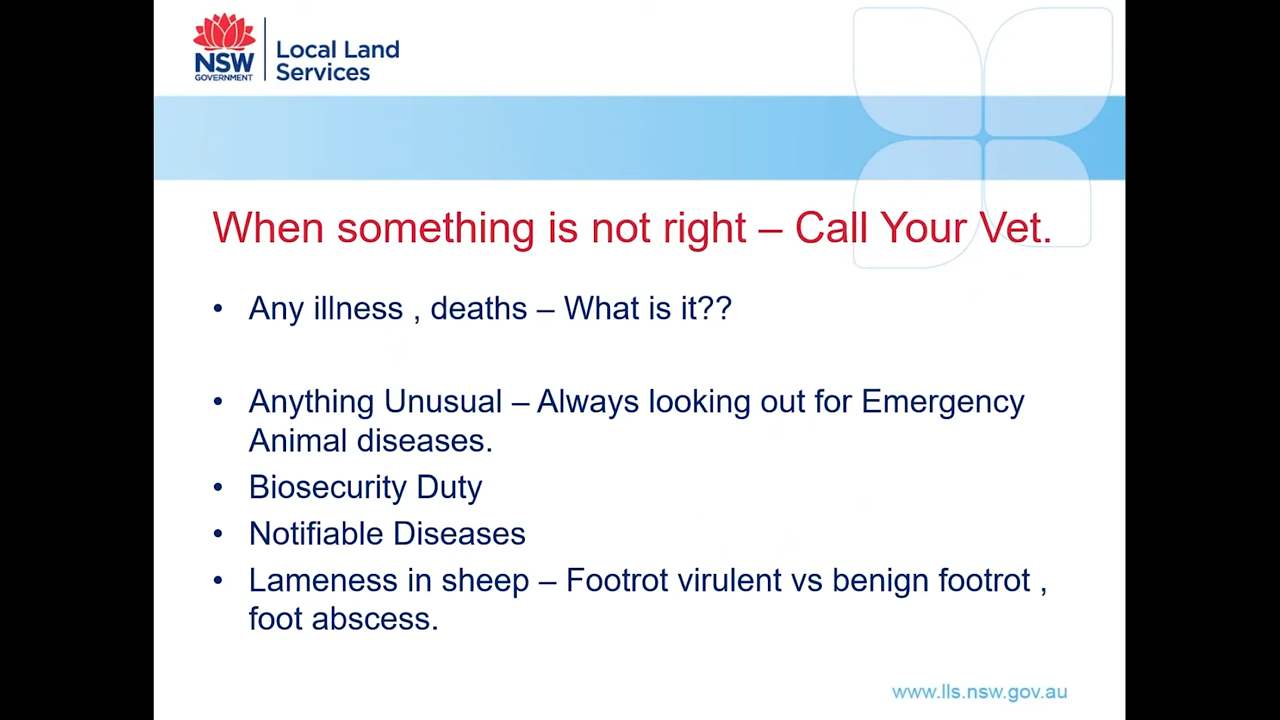 NSW
GOVERNMENT
Local Land
Services
When something is not right – Call Your Vet.
• Any illness , deaths – What is it??
• Anything Unusual – Always looking out for Emergency
Animal diseases.
• Biosecurity Duty
• Notifiable Diseases
• Lameness in sheep – Footrot virulent vs benign footrot ,
foot abscess.
www.lls.nsw.gov.au